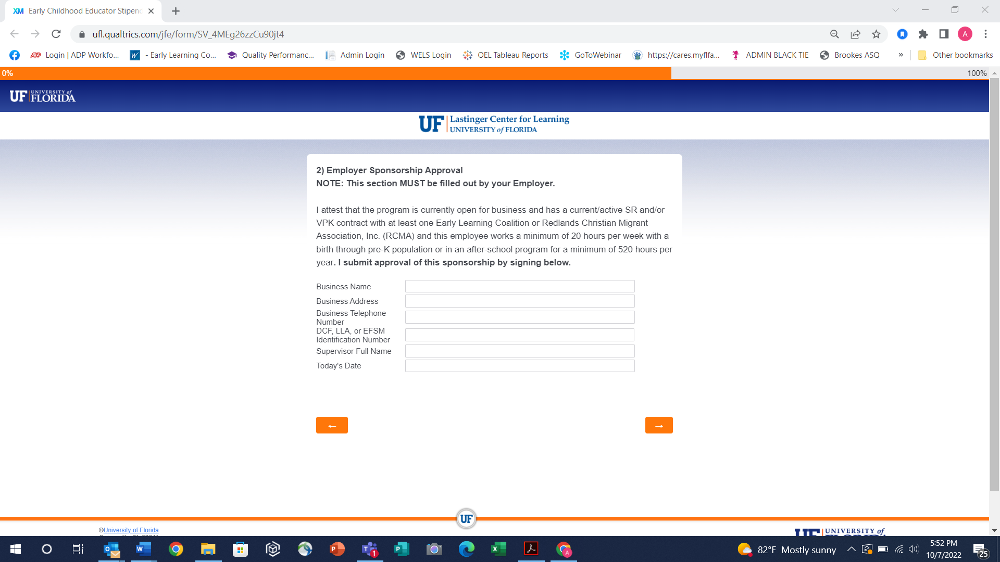 XM Early Childhood Educator Stipend
ufl.qualtrics.com/jfe/form/SV_4MEg26zzCu90jt4
A
ADP Login | ADP Workfo...
W - Early Learning Co...
Quality Performanc...
Admin Login
WELS Login
OEL Tableau Reports
GoToWebinar
https://cares.myflfa...
ADMIN BLACK TIE
Brookes ASQ
»
Other bookmarks
0%
100%
UF UNIVERSITY of
FLORIDA
UF Lastinger Center for Learning
UNIVERSITY of FLORIDA
2) Employer Sponsorship Approval
NOTE: This section MUST be filled out by your Employer.
I attest that the program is currently open for business and has a current/active SR and/or
VPK contract with at least one Early Learning Coalition or Redlands Christian Migrant
Association, Inc. (RCMA) and this employee works a minimum of 20 hours per week with a
birth through pre-K population or in an after-school program for a minimum of 520 hours per
year. I submit approval of this sponsorship by signing below.
Business Name
Business Address
Business Telephone
Number
DCF, LLA, or EFSM
Identification Number
Supervisor Full Name
Today's Date
←
→
UF
©University of Florida
UF UNIVERSITY of
82°F Mostly sunny
5:52 PM
10/7/2022
25